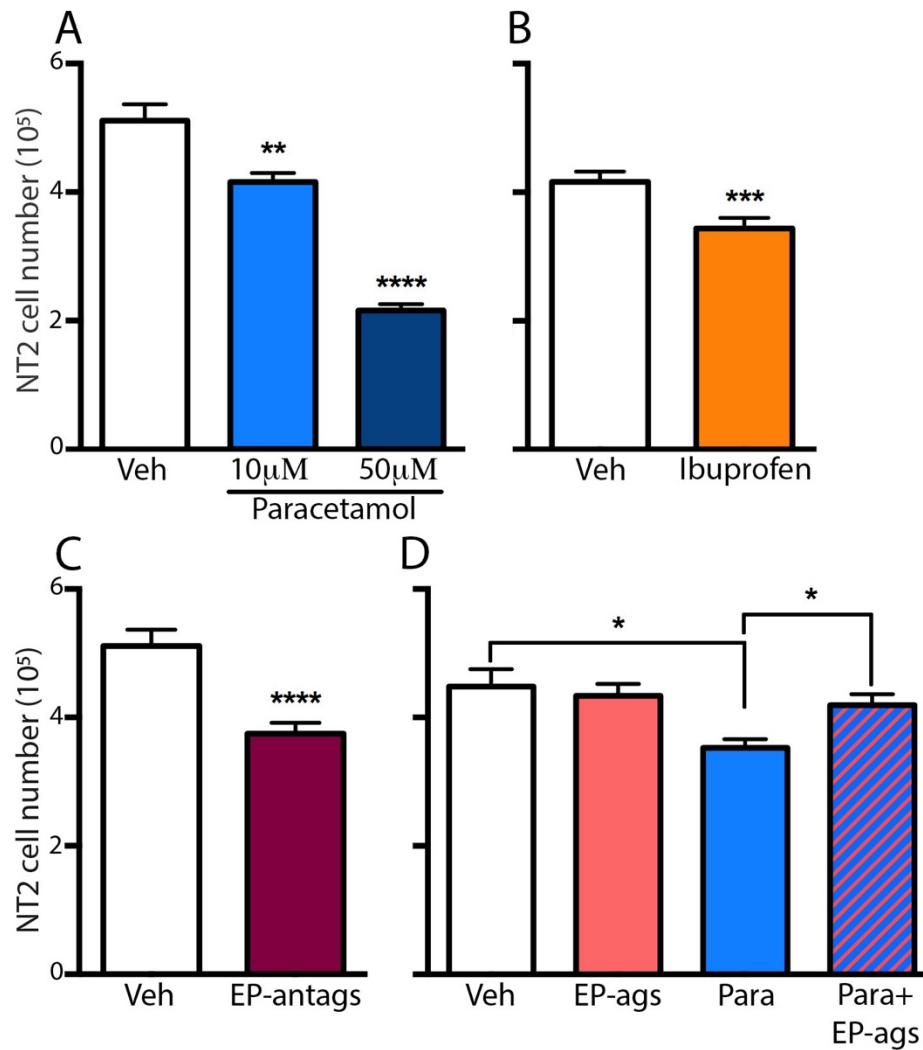 A
B
NT2 cell number (10⁵)
6
4
2
0
**
****
***
Veh
10μM
50μM
Paracetamol
Veh
Ibuprofen
C
D
NT2 cell number (10⁵)
6
4
2
0
****
*
*
Veh
EP-antags
Veh
EP-ags
Para
Para+
EP-ags